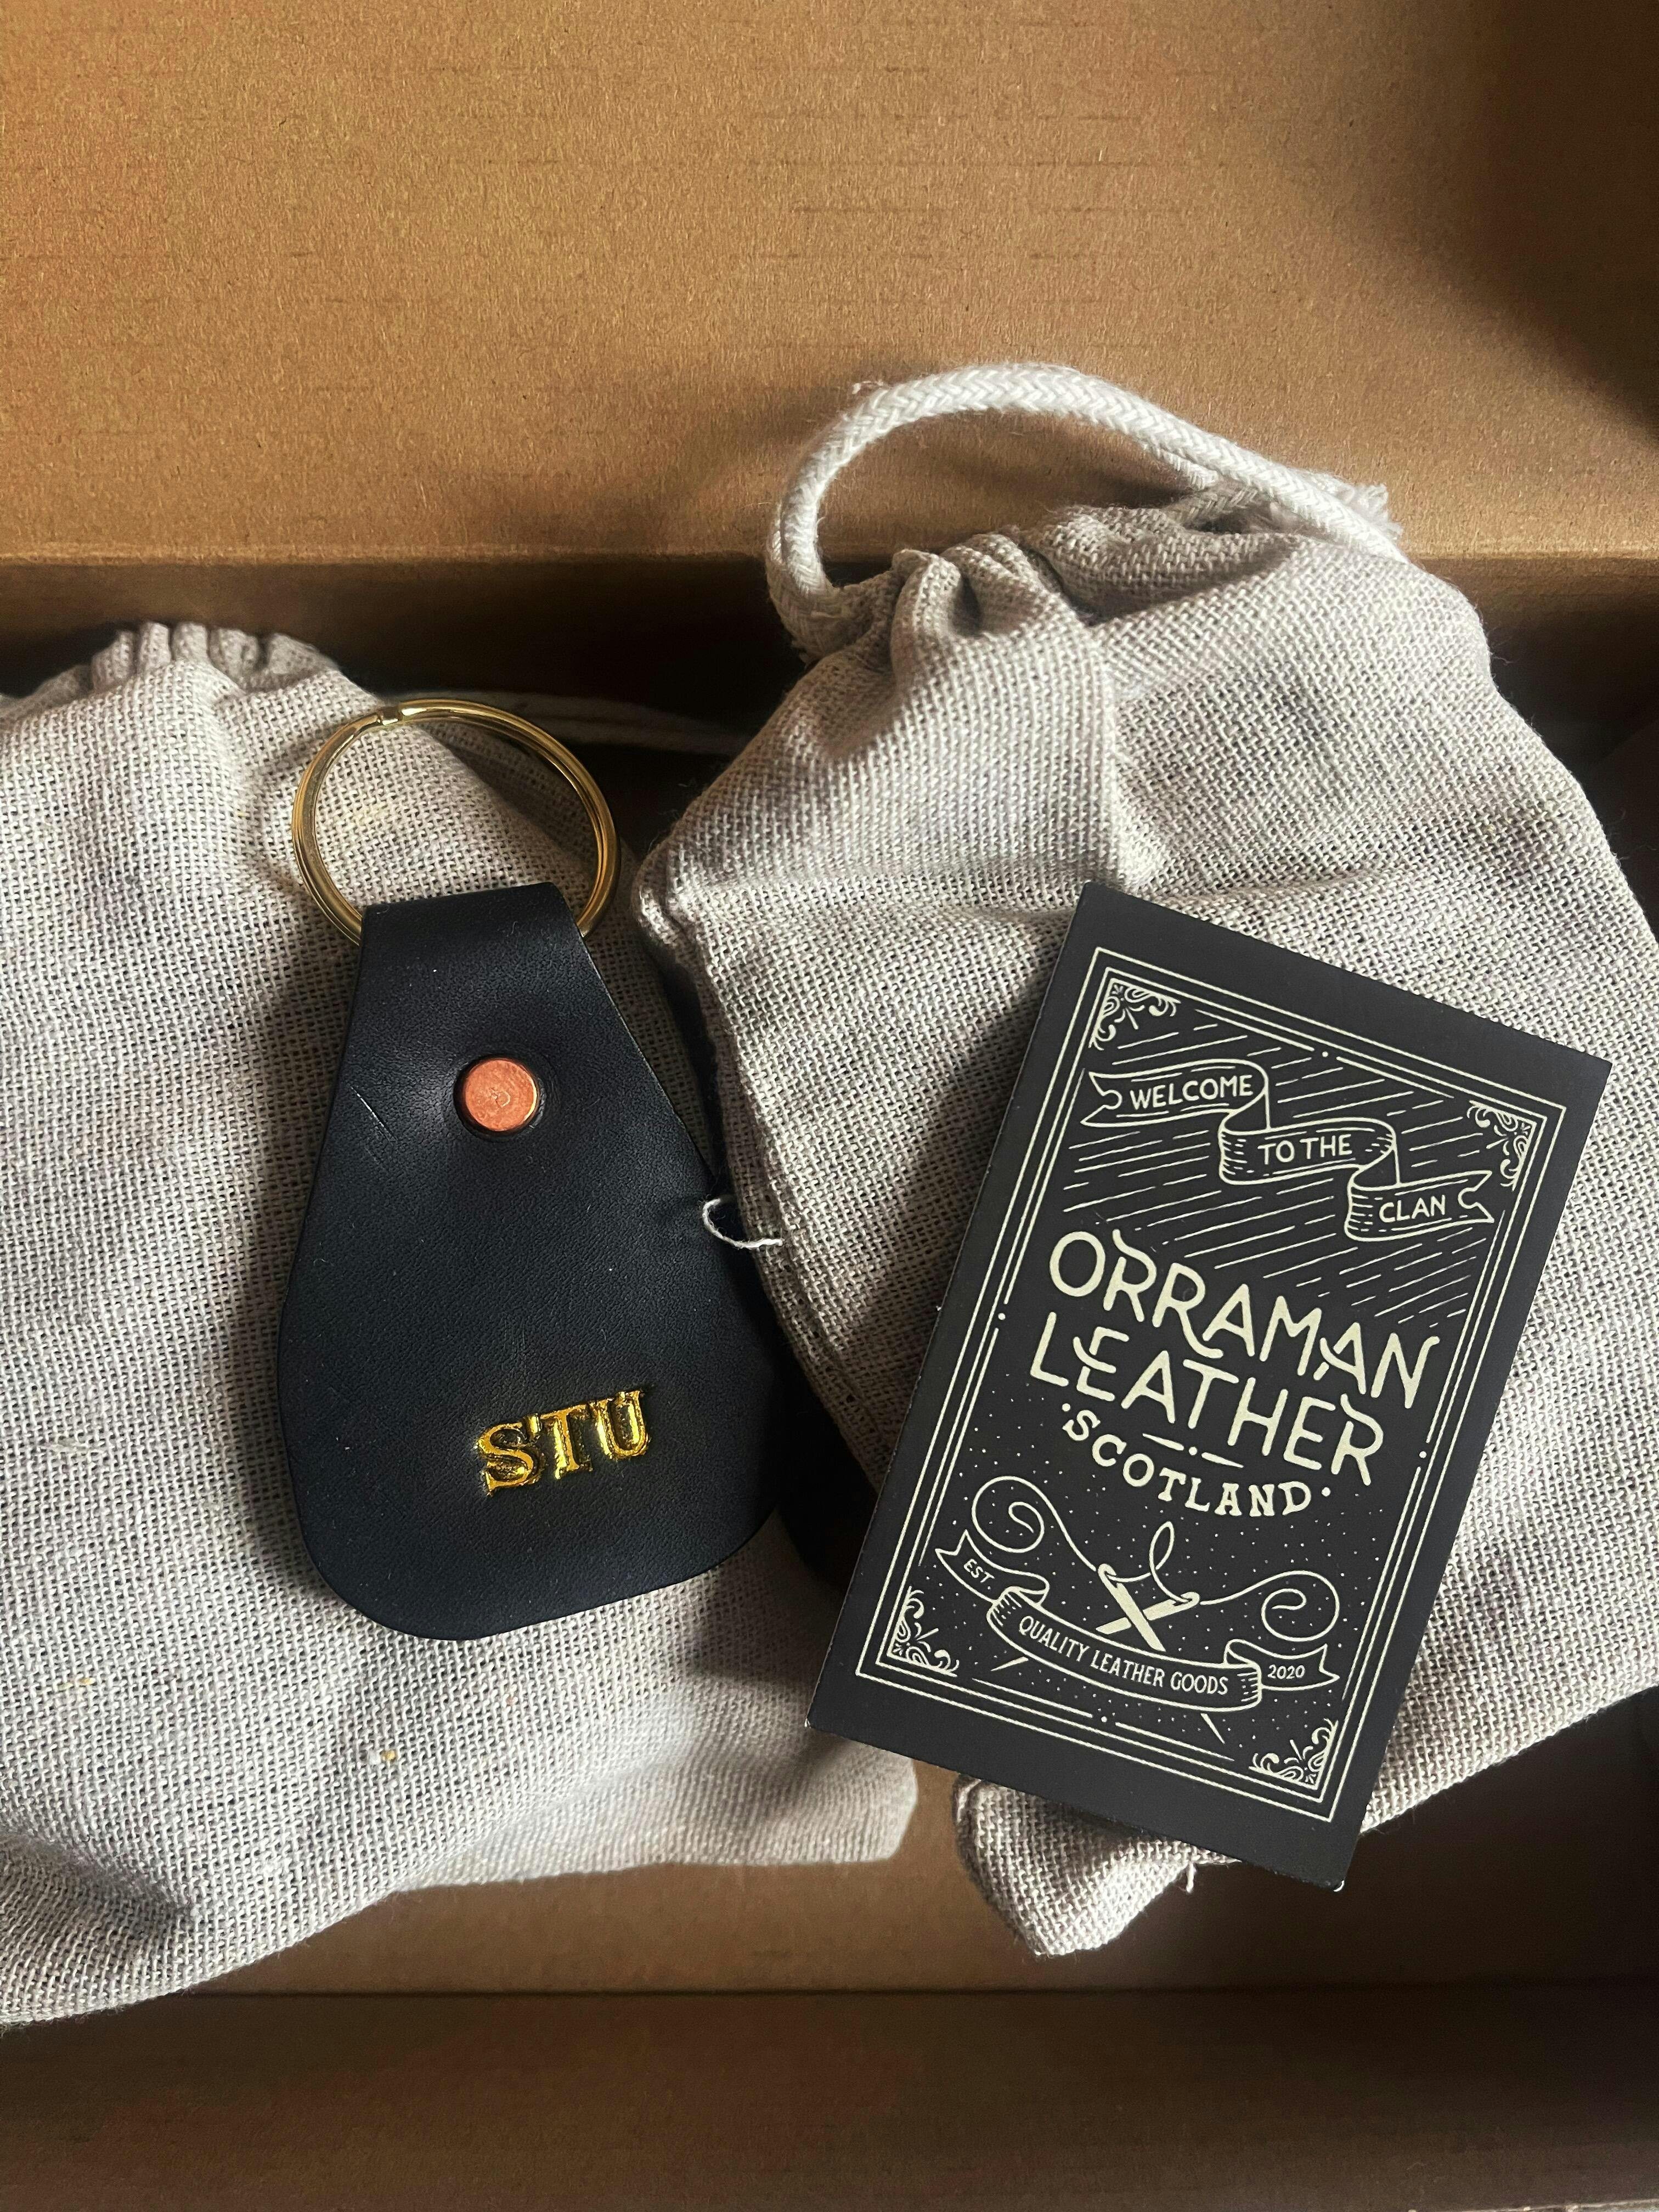 STU
WELCOME
TO THE
CLAN
ORRAMAN
LEATHER
·SCOTLAND·
EST.
QUALITY LEATHER GOODS
2020